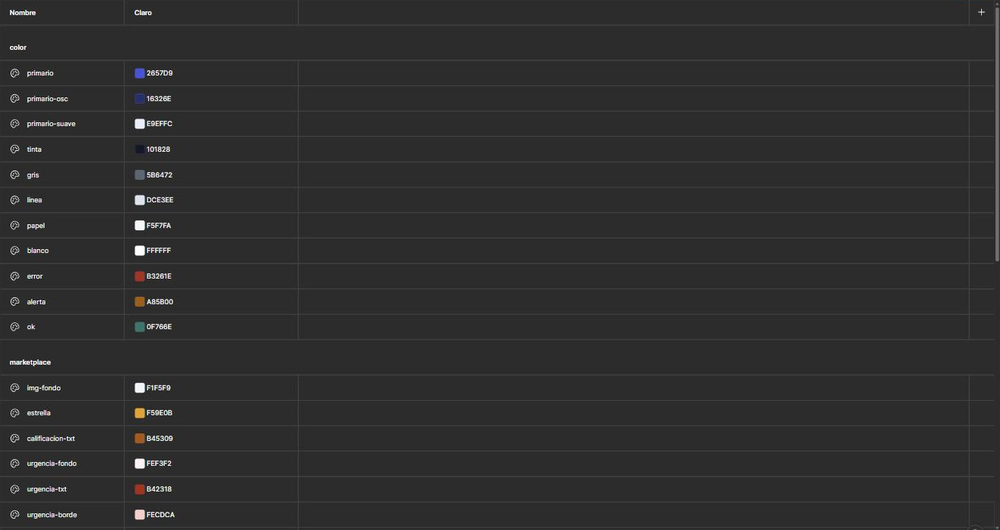 Nombre Claro
color
primario 2657D9
primario-osc 16326E
primario-suave E9EFFC
tinta 101828
gris 5B6472
linea DCE3EE
papel F5F7FA
blanco FFFFFF
error B3261E
alerta A85B00
ok 0F766E
marketplace
img-fondo F1F5F9
estrella F59E0B
calificacion-txt B45309
urgencia-fondo FEF3F2
urgencia-txt B42318
urgencia-borde FECDCA